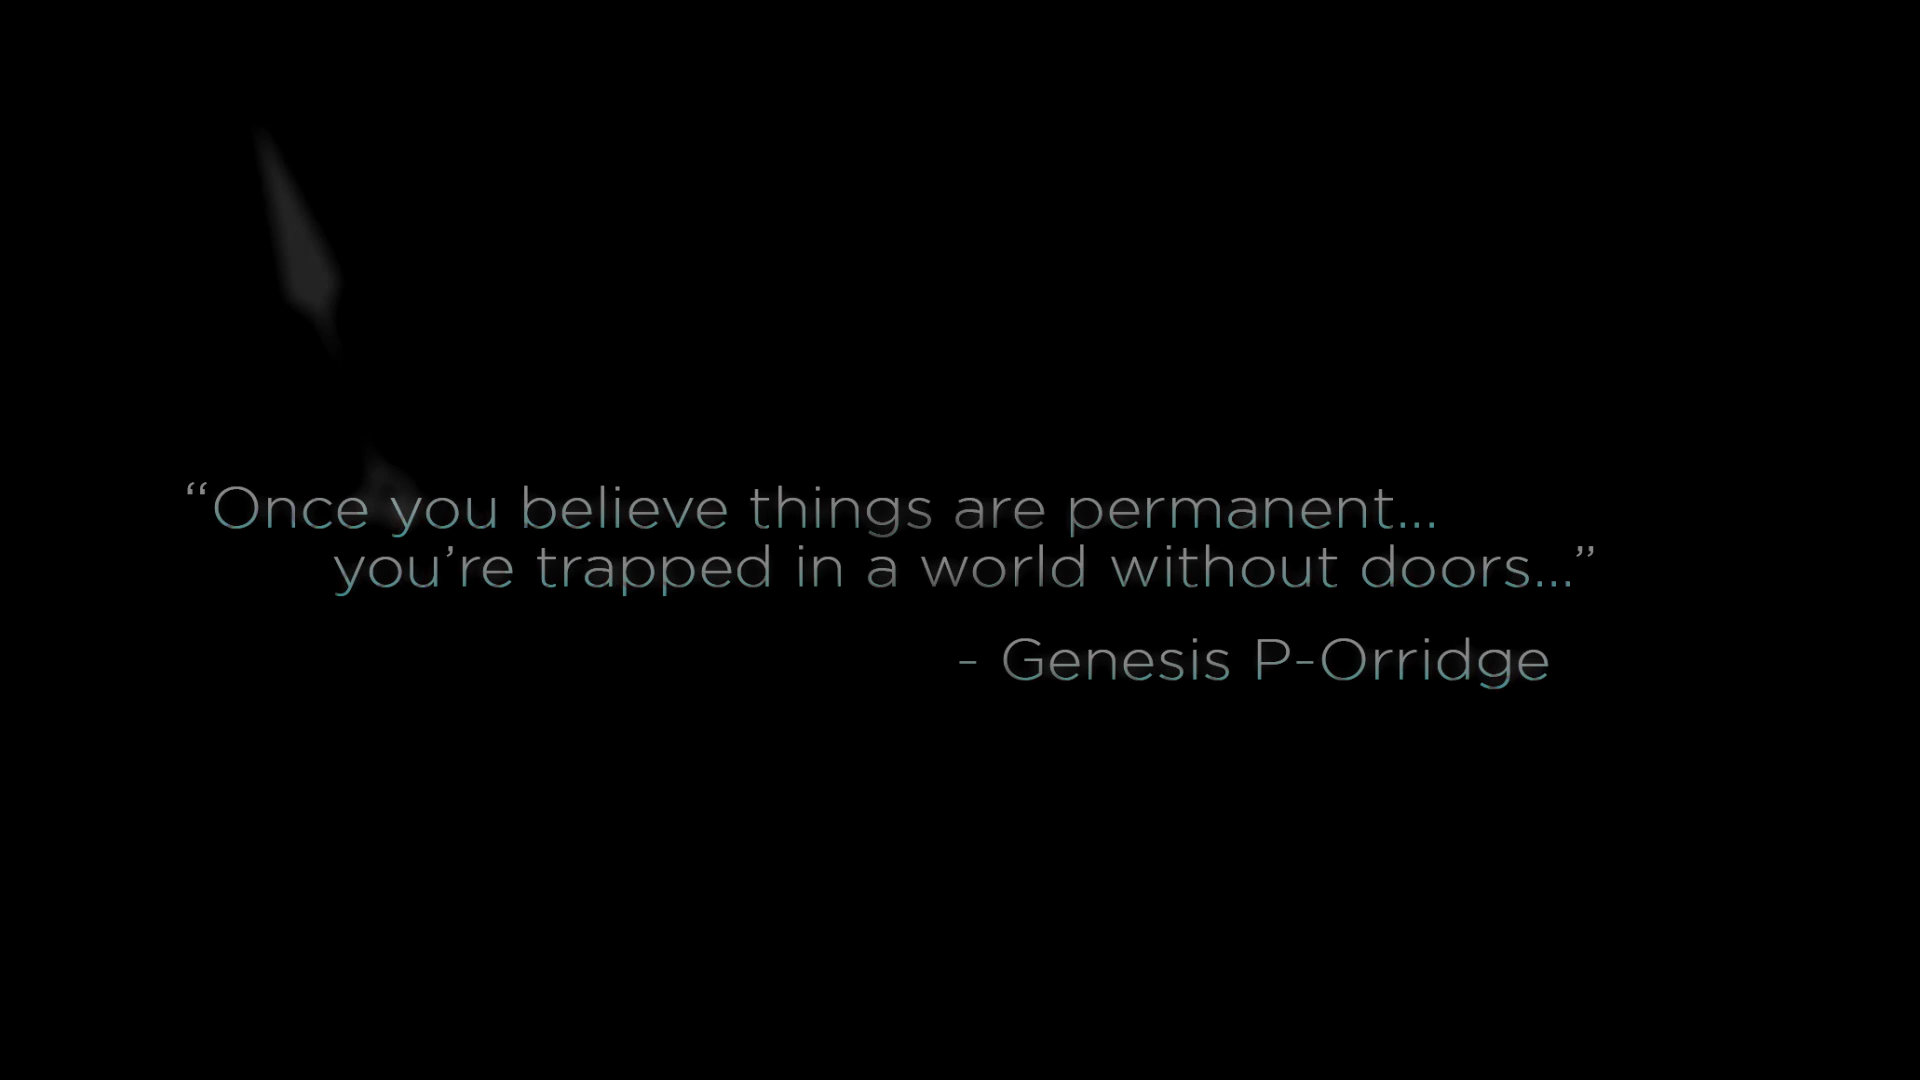 “Once you believe things are permanent...
you’re trapped in a world without doors...”
- Genesis P-Orridge